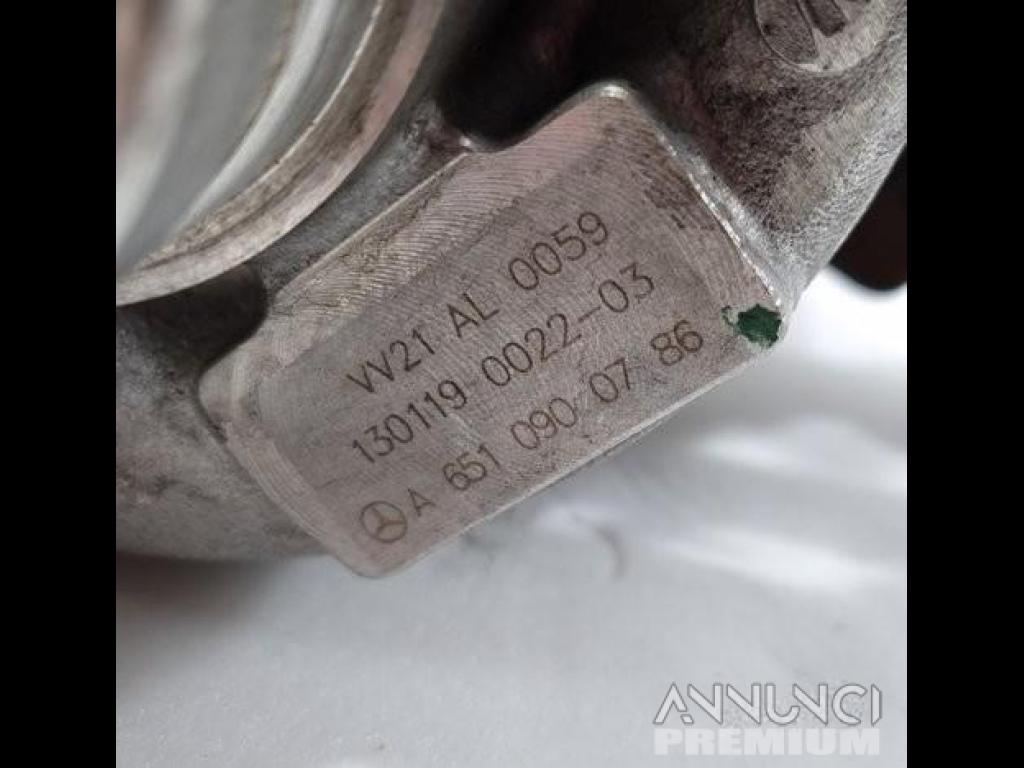 VV21 AL 0059
130119 0022-03
A 651 090 07 86
ANNUNCI
PREMIUM